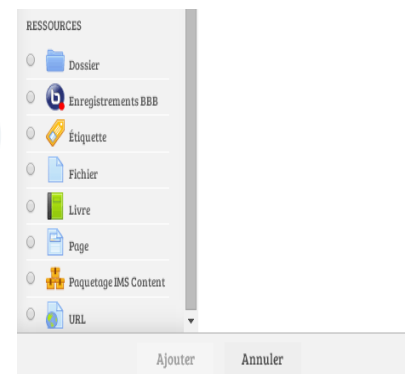 RESSOURCES
Dossier
Enregistrements BBB
Étiquette
Fichier
Livre
Page
Paquetage IMS Content
URL
Ajouter Annuler